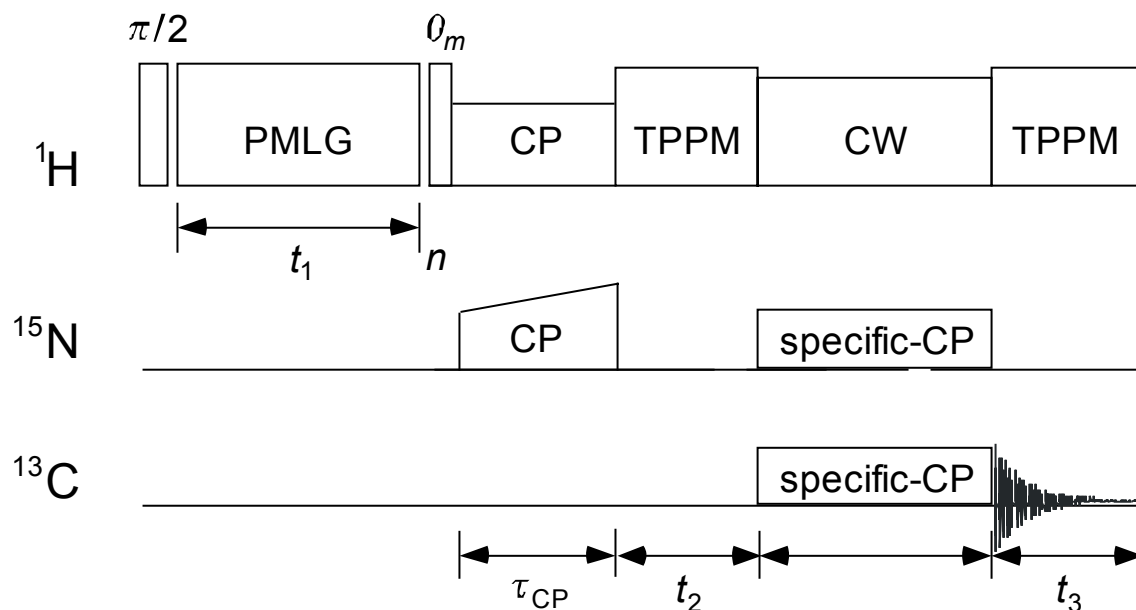 π/2 θm
¹H PMLG CP TPPM CW TPPM
t₁ n
¹⁵N CP specific-CP
¹³C specific-CP
τCP t₂ t₃